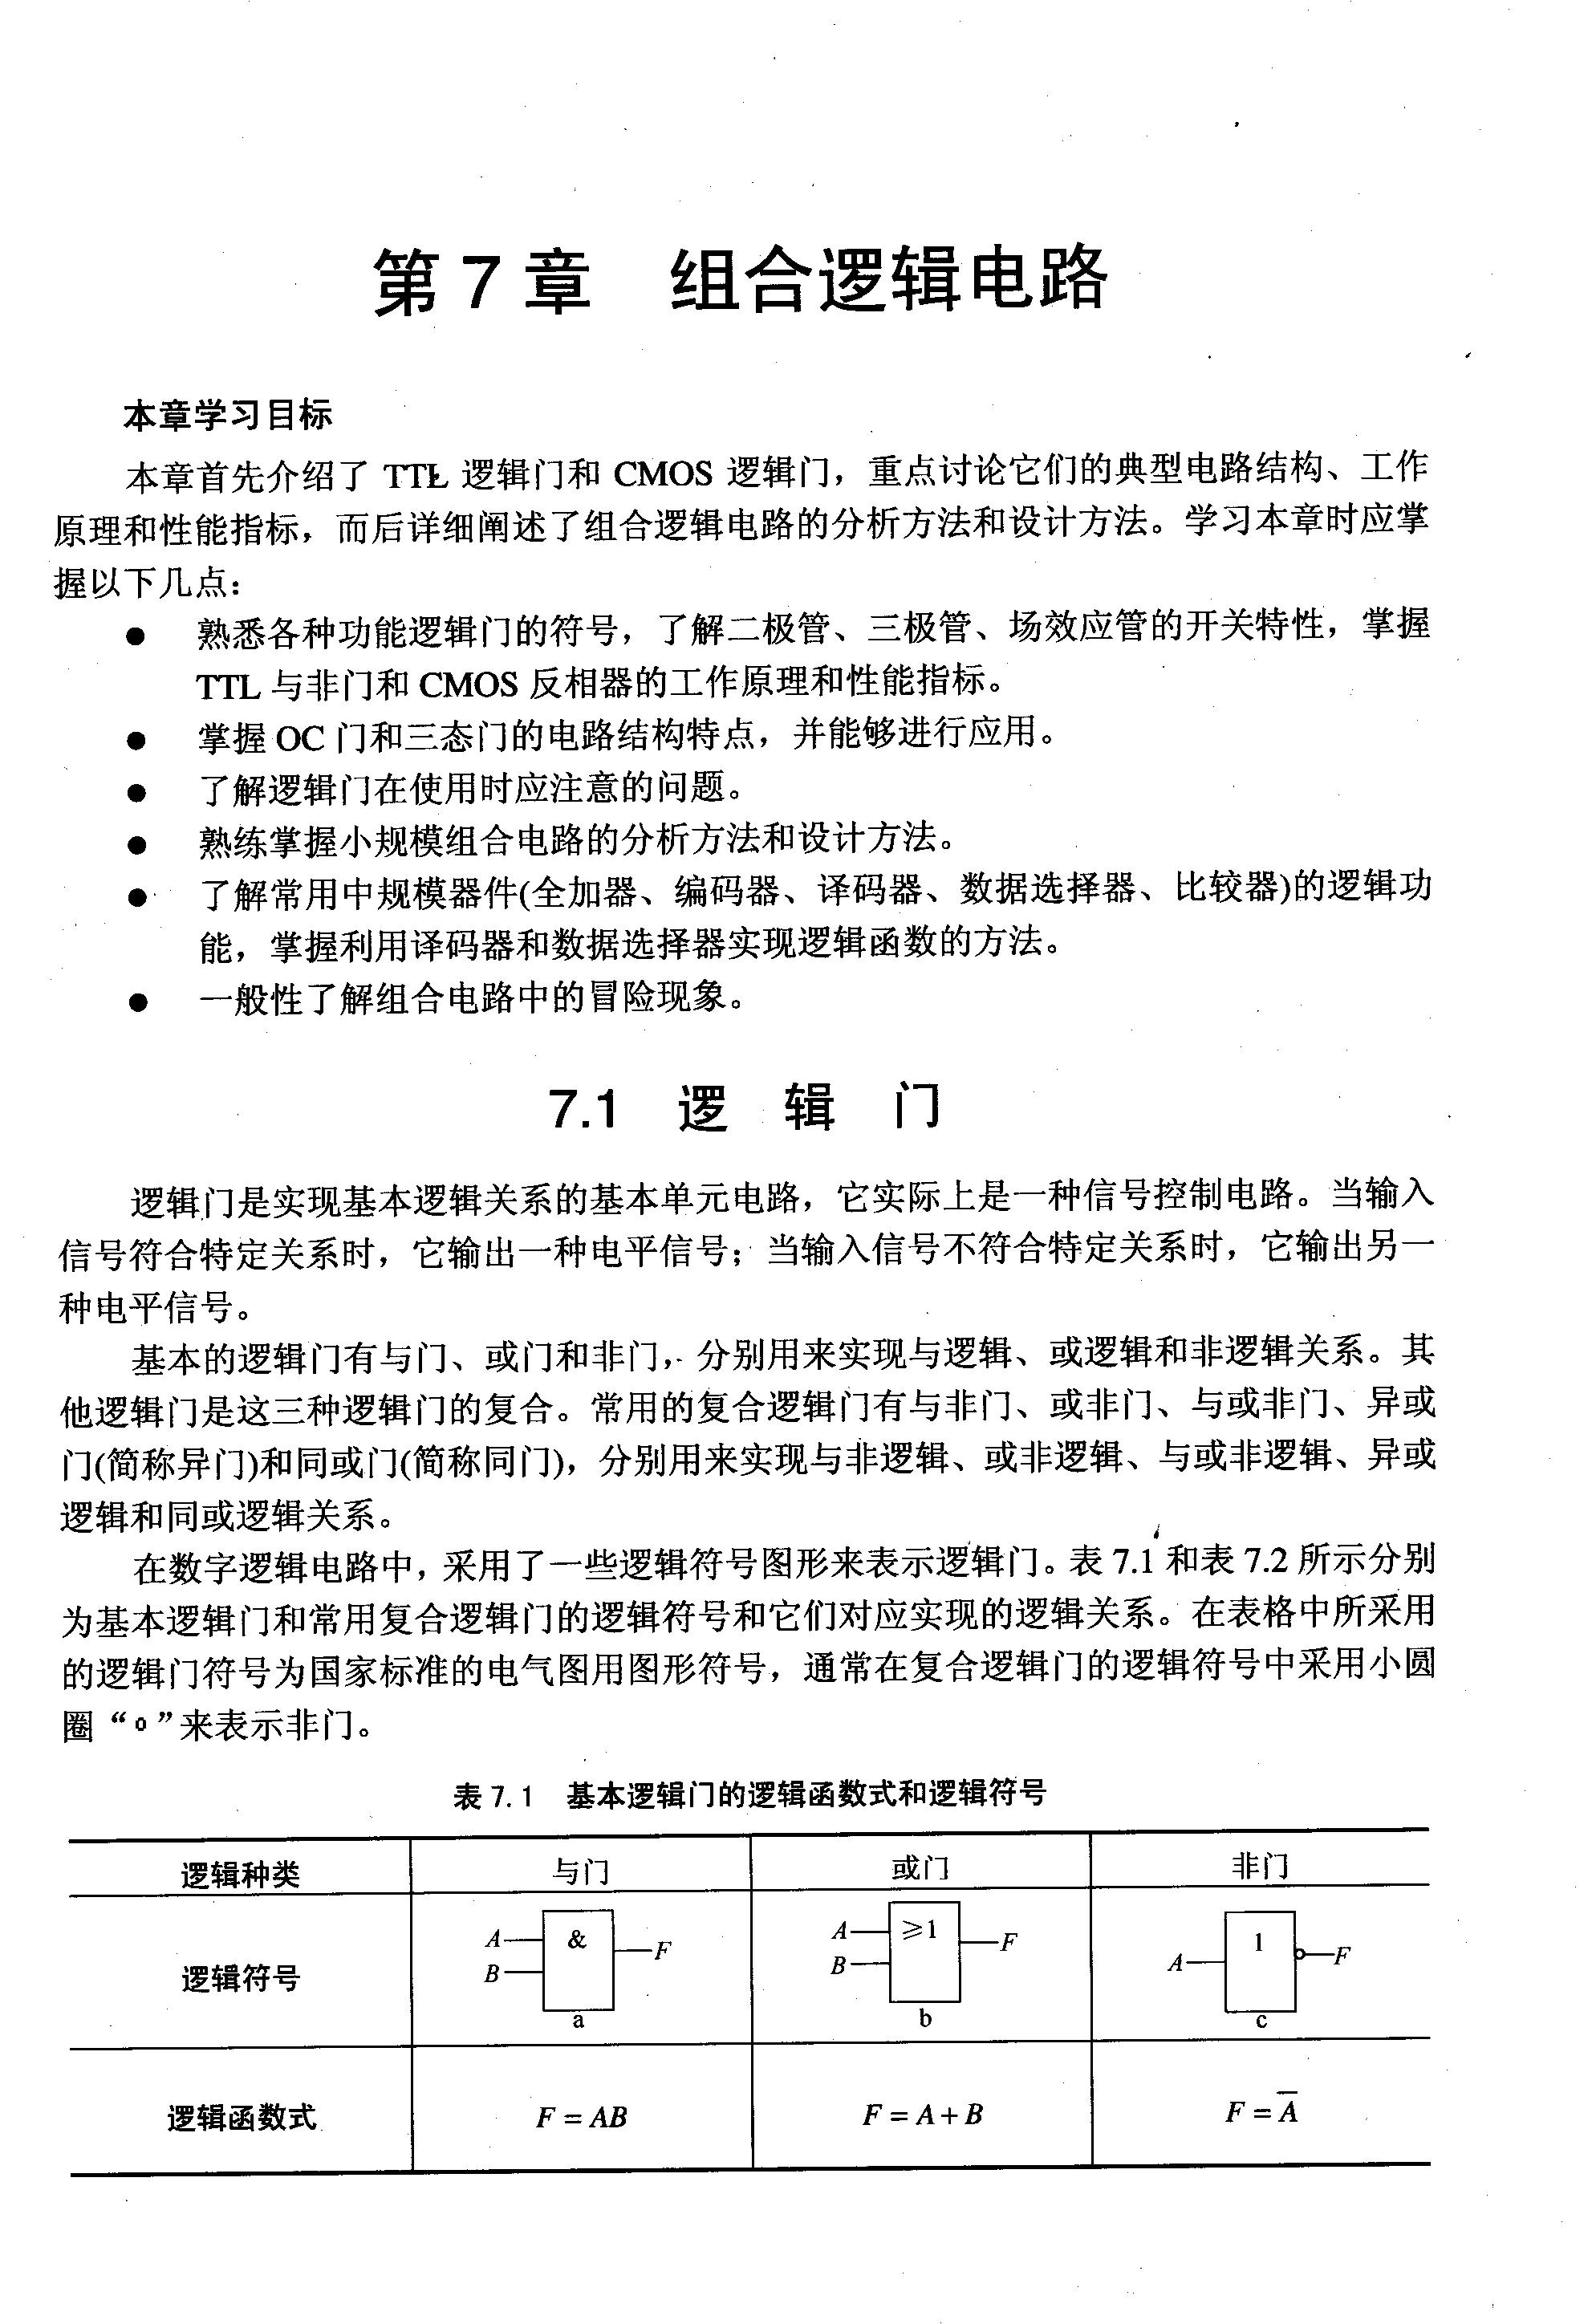 第 7 章　组合逻辑电路
本章学习目标
本章首先介绍了 TTL 逻辑门和 CMOS 逻辑门，重点讨论它们的典型电路结构、工作
原理和性能指标，而后详细阐述了组合逻辑电路的分析方法和设计方法。学习本章时应掌
握以下几点：
● 熟悉各种功能逻辑门的符号，了解二极管、三极管、场效应管的开关特性，掌握
TTL 与非门和 CMOS 反相器的工作原理和性能指标。
● 掌握 OC 门和三态门的电路结构特点，并能够进行应用。
● 了解逻辑门在使用时应注意的问题。
● 熟练掌握小规模组合电路的分析方法和设计方法。
● 了解常用中规模器件(全加器、编码器、译码器、数据选择器、比较器)的逻辑功
能，掌握利用译码器和数据选择器实现逻辑函数的方法。
● 一般性了解组合电路中的冒险现象。
7.1　逻　辑　门
逻辑门是实现基本逻辑关系的基本单元电路，它实际上是一种信号控制电路。当输入
信号符合特定关系时，它输出一种电平信号；当输入信号不符合特定关系时，它输出另一
种电平信号。
基本的逻辑门有与门、或门和非门，分别用来实现与逻辑、或逻辑和非逻辑关系。其
他逻辑门是这三种逻辑门的复合。常用的复合逻辑门有与非门、或非门、与或非门、异或
门(简称异门)和同或门(简称同门)，分别用来实现与非逻辑、或非逻辑、与或非逻辑、异或
逻辑和同或逻辑关系。
在数字逻辑电路中，采用了一些逻辑符号图形来表示逻辑门。表 7.1 和表 7.2 所示分别
为基本逻辑门和常用复合逻辑门的逻辑符号和它们对应实现的逻辑关系。在表格中所采用
的逻辑门符号为国家标准的电气图用图形符号，通常在复合逻辑门的逻辑符号中采用小圆
圈“o”来表示非门。
表 7.1　基本逻辑门的逻辑函数式和逻辑符号
逻辑种类 与门 或门 非门
逻辑符号
A B & F a
A B ≥1 F b
A 1 F c
逻辑函数式 F = AB F = A + B F = A̅